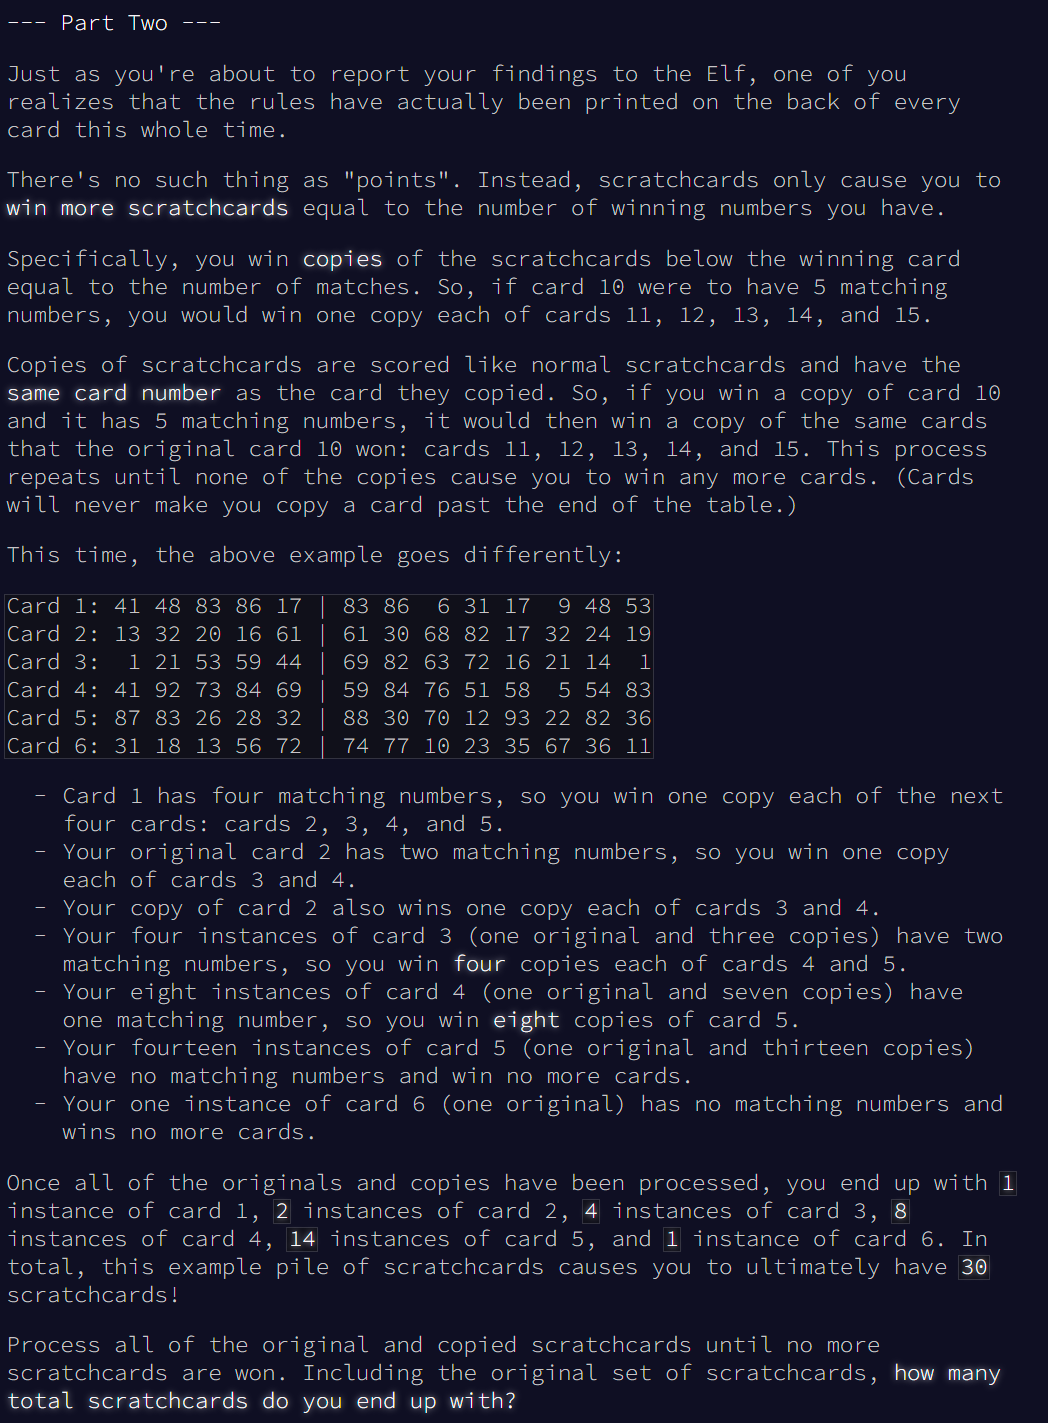 --- Part Two ---
Just as you're about to report your findings to the Elf, one of you
realizes that the rules have actually been printed on the back of every
card this whole time.
There's no such thing as "points". Instead, scratchcards only cause you to
win more scratchcards equal to the number of winning numbers you have.
Specifically, you win copies of the scratchcards below the winning card
equal to the number of matches. So, if card 10 were to have 5 matching
numbers, you would win one copy each of cards 11, 12, 13, 14, and 15.
Copies of scratchcards are scored like normal scratchcards and have the
same card number as the card they copied. So, if you win a copy of card 10
and it has 5 matching numbers, it would then win a copy of the same cards
that the original card 10 won: cards 11, 12, 13, 14, and 15. This process
repeats until none of the copies cause you to win any more cards. (Cards
will never make you copy a card past the end of the table.)
This time, the above example goes differently:
Card 1: 41 48 83 86 17 | 83 86  6 31 17  9 48 53
Card 2: 13 32 20 16 61 | 61 30 68 82 17 32 24 19
Card 3:  1 21 53 59 44 | 69 82 63 72 16 21 14  1
Card 4: 41 92 73 84 69 | 59 84 76 51 58  5 54 83
Card 5: 87 83 26 28 32 | 88 30 70 12 93 22 82 36
Card 6: 31 18 13 56 72 | 74 77 10 23 35 67 36 11
- Card 1 has four matching numbers, so you win one copy each of the next
four cards: cards 2, 3, 4, and 5.
- Your original card 2 has two matching numbers, so you win one copy
each of cards 3 and 4.
- Your copy of card 2 also wins one copy each of cards 3 and 4.
- Your four instances of card 3 (one original and three copies) have two
matching numbers, so you win four copies each of cards 4 and 5.
- Your eight instances of card 4 (one original and seven copies) have
one matching number, so you win eight copies of card 5.
- Your fourteen instances of card 5 (one original and thirteen copies)
have no matching numbers and win no more cards.
- Your one instance of card 6 (one original) has no matching numbers and
wins no more cards.
Once all of the originals and copies have been processed, you end up with 1
instance of card 1, 2 instances of card 2, 4 instances of card 3, 8
instances of card 4, 14 instances of card 5, and 1 instance of card 6. In
total, this example pile of scratchcards causes you to ultimately have 30
scratchcards!
Process all of the original and copied scratchcards until no more
scratchcards are won. Including the original set of scratchcards, how many
total scratchcards do you end up with?